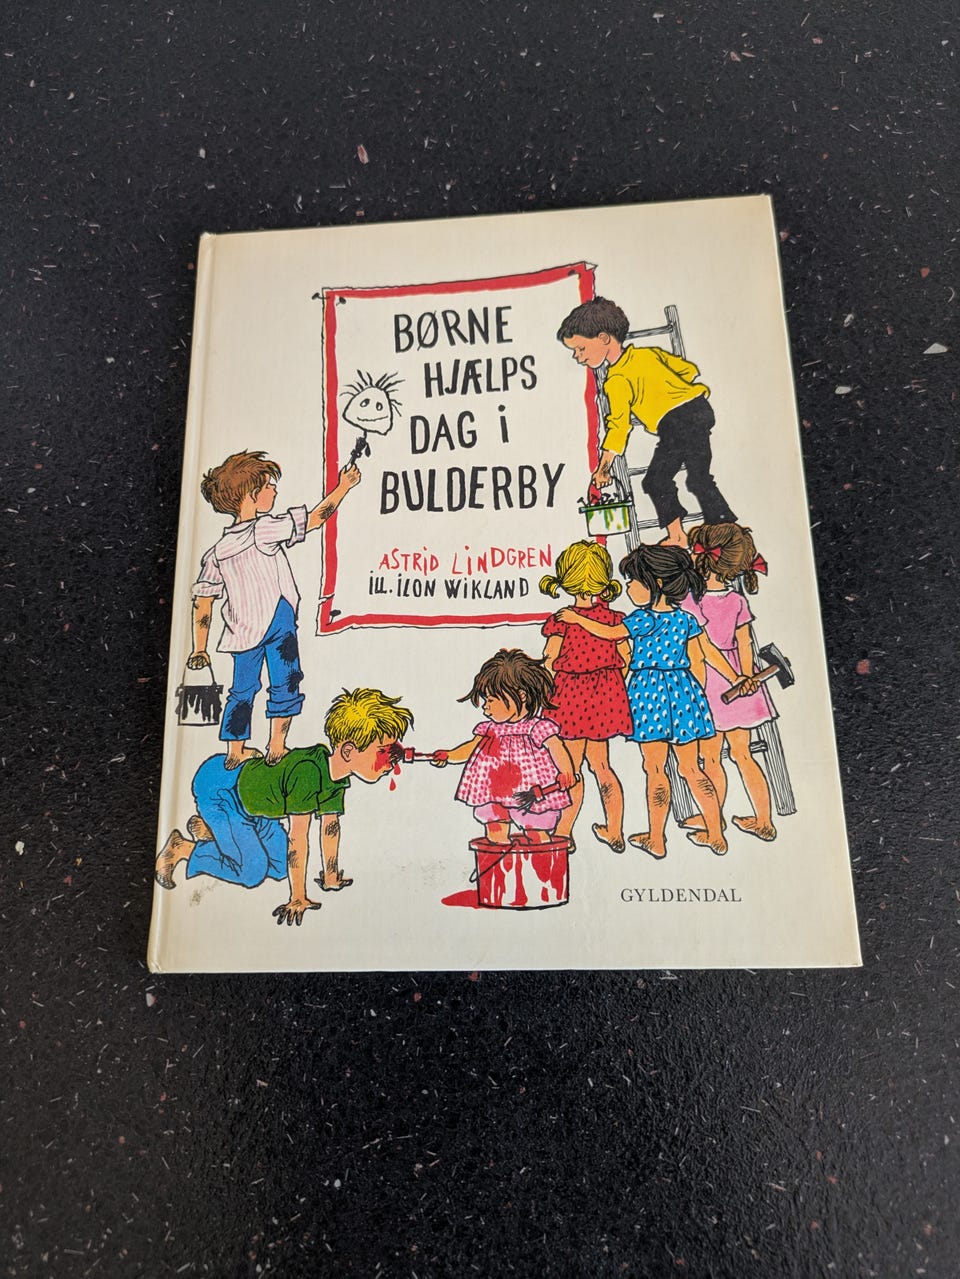 BØRNE
HJÆLPS
DAG i
BULDERBY
ASTRiD LiNDGREN
iLL. iLON WIKLAND
GYLDENDAL